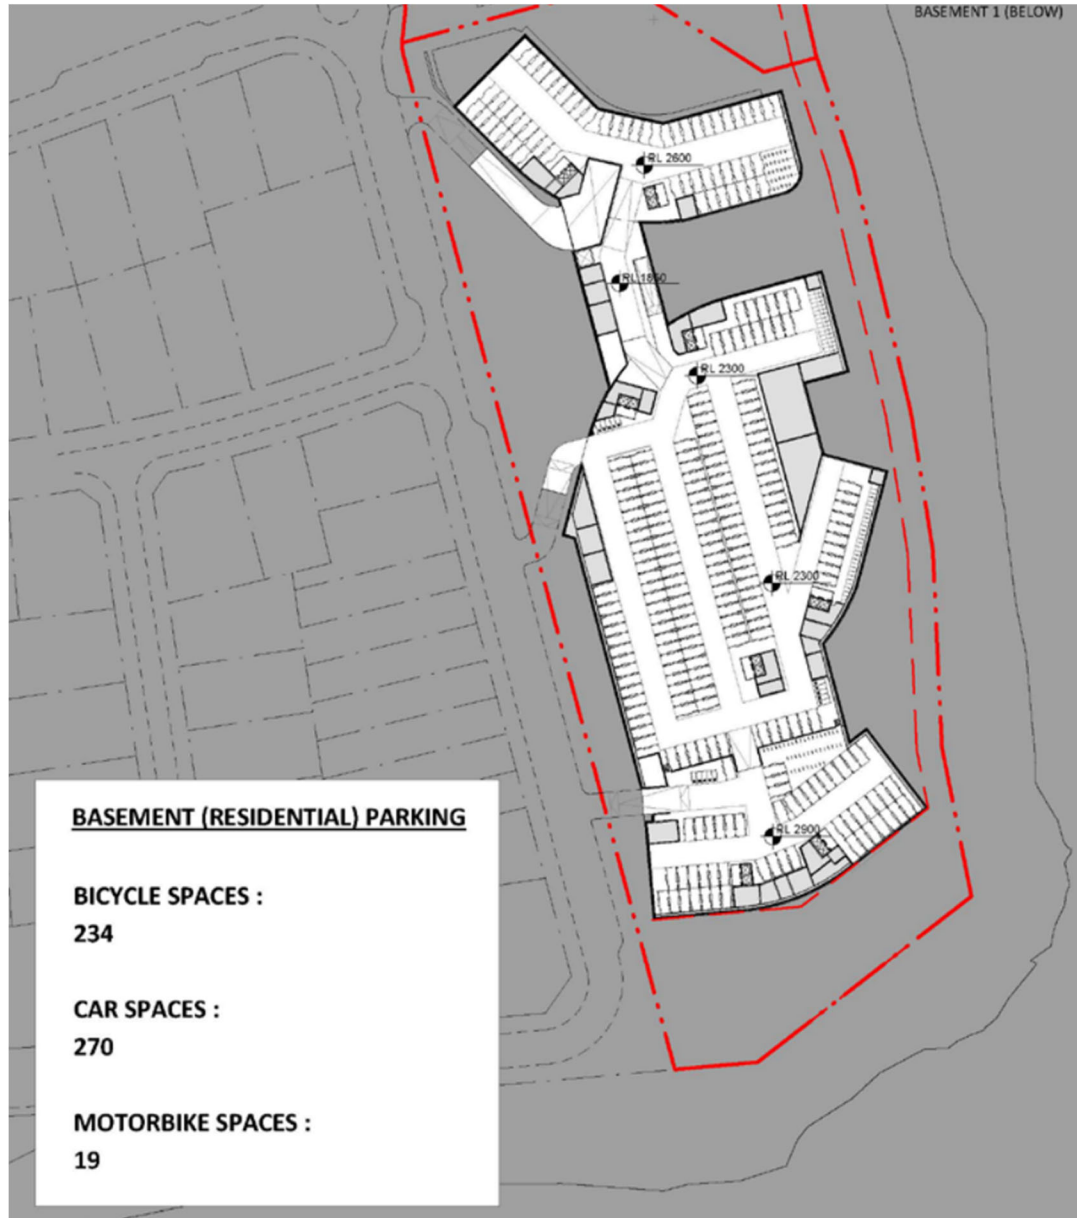 BASEMENT 1 (BELOW)
RL 2600
RL 1850
RL 2300
RL 2300
RL 2900
BASEMENT (RESIDENTIAL) PARKING
BICYCLE SPACES :
234
CAR SPACES :
270
MOTORBIKE SPACES :
19